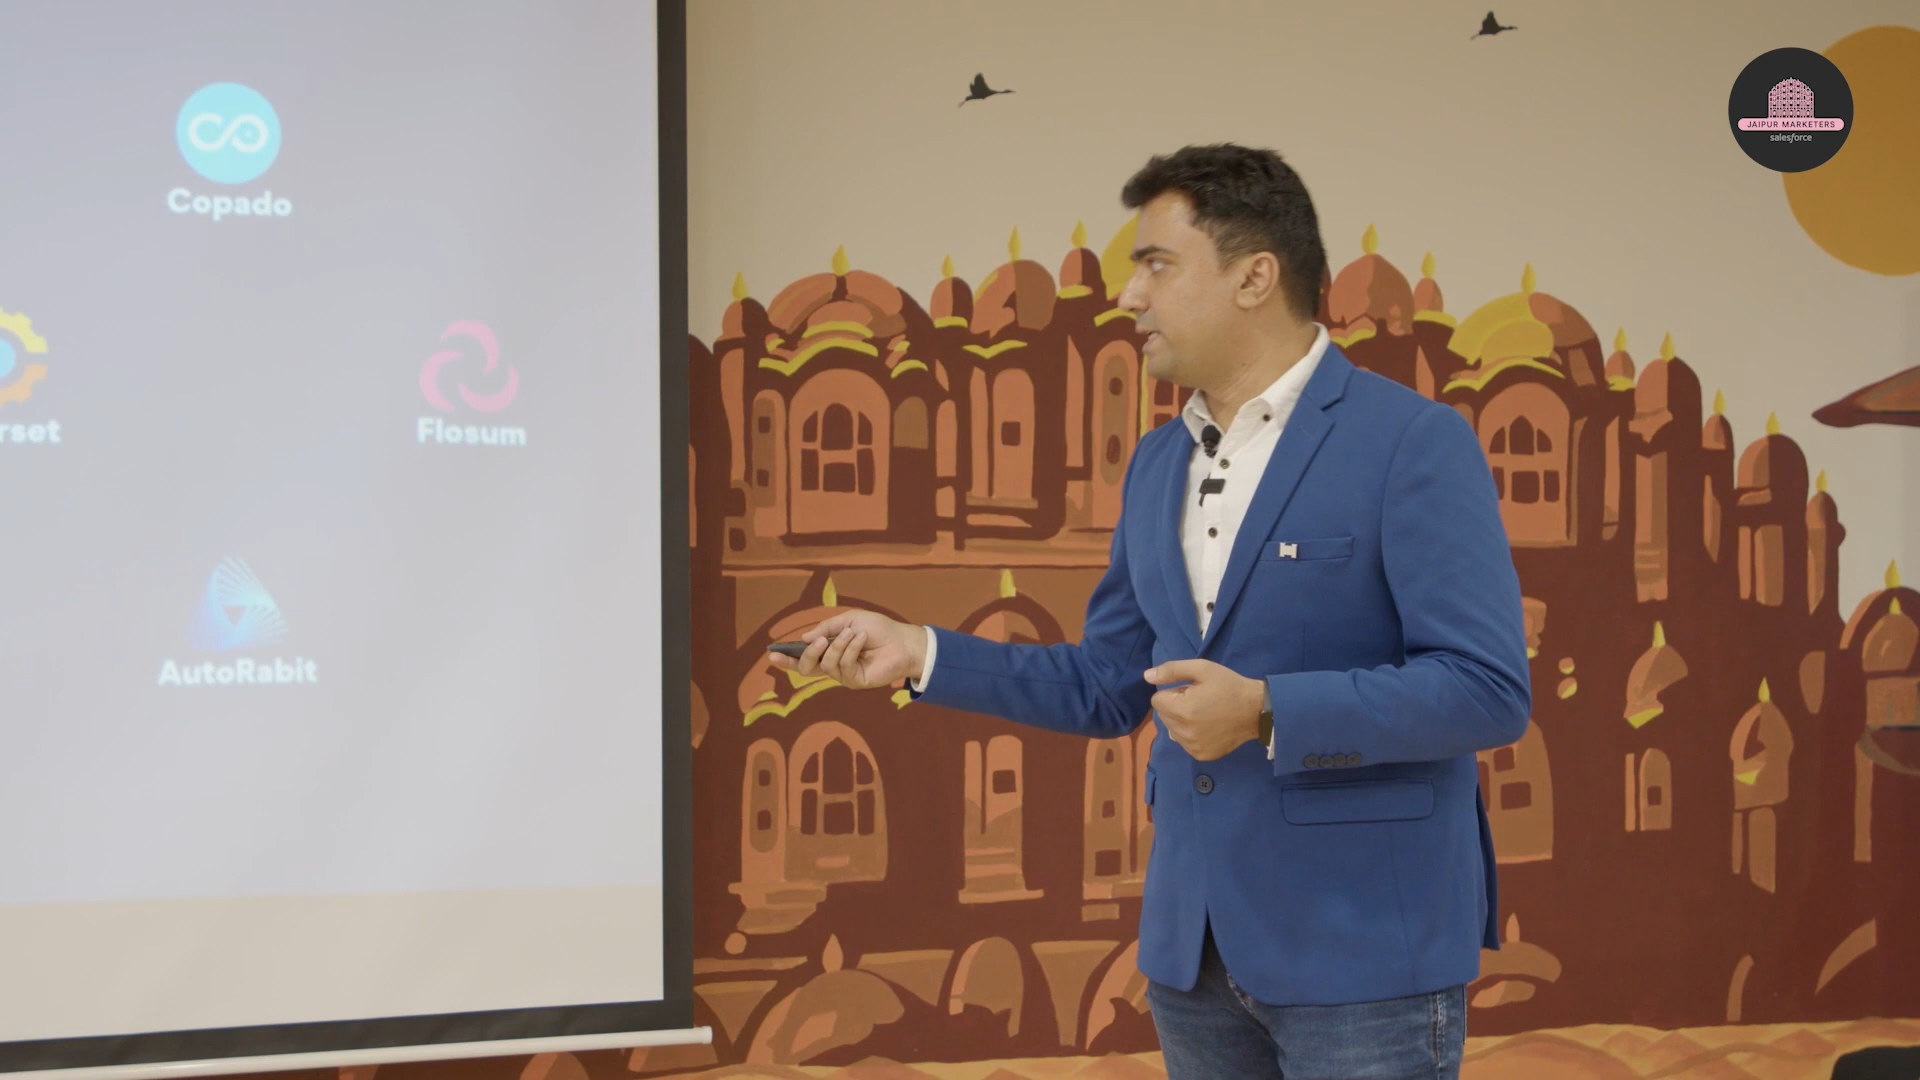 Copado
rset
Flosum
AutoRabit
JAIPUR MARKETERS
salesforce